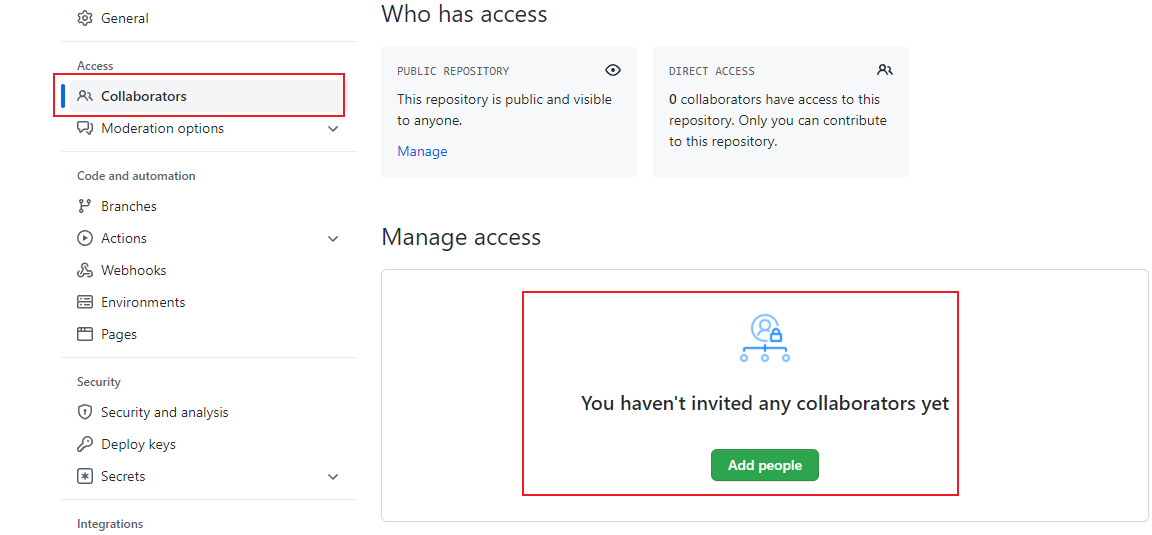 General
Access
Collaborators
Moderation options
Code and automation
Branches
Actions
Webhooks
Environments
Pages
Security
Security and analysis
Deploy keys
Secrets
Integrations
Who has access
PUBLIC REPOSITORY
This repository is public and visible
to anyone.
Manage
DIRECT ACCESS
0 collaborators have access to this
repository. Only you can contribute
to this repository.
Manage access
You haven't invited any collaborators yet
Add people